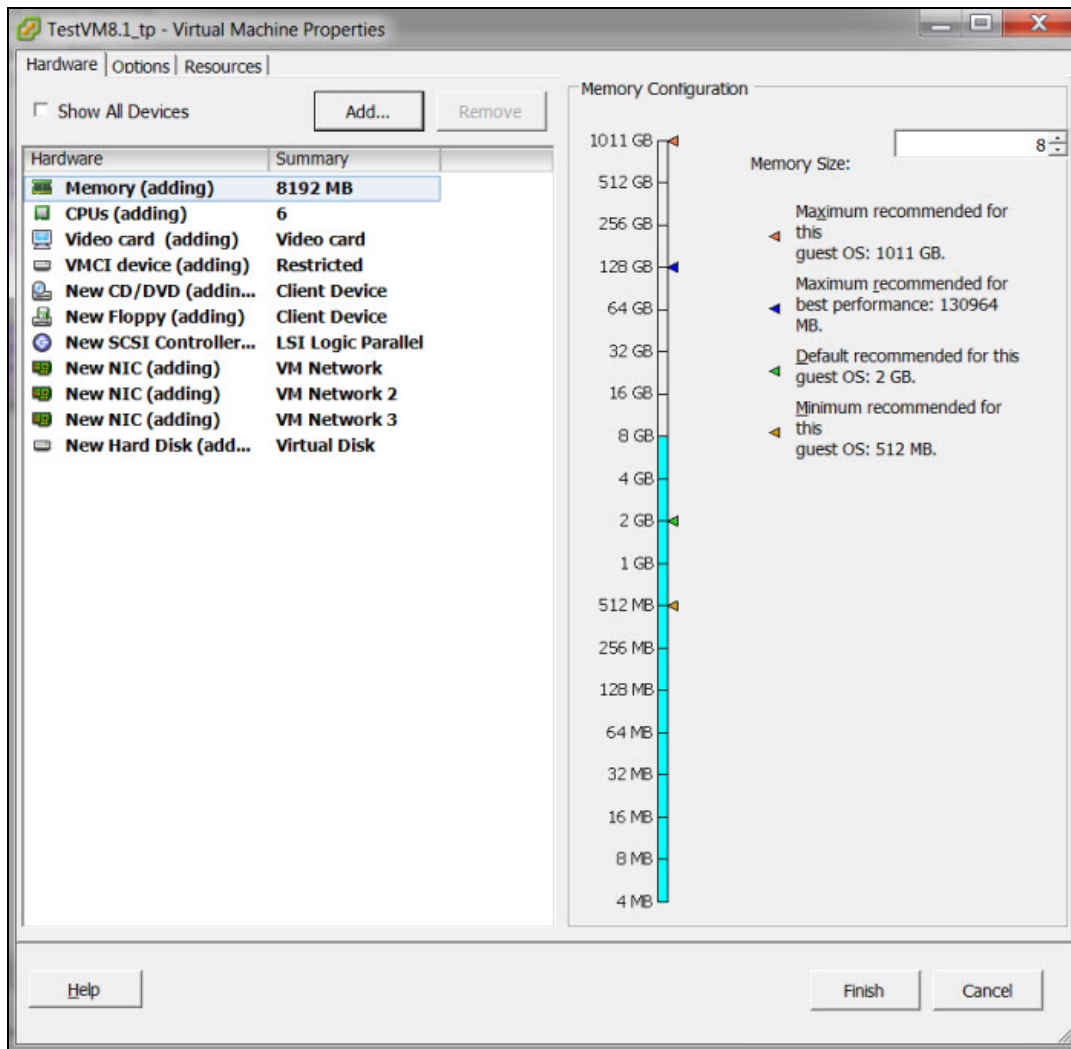 TestVM8.1_tp - Virtual Machine Properties
Hardware Options Resources
Show All Devices Add... Remove
Hardware Summary
Memory (adding) 8192 MB
CPUs (adding) 6
Video card (adding) Video card
VMCI device (adding) Restricted
New CD/DVD (addin... Client Device
New Floppy (adding) Client Device
New SCSI Controller... LSI Logic Parallel
New NIC (adding) VM Network
New NIC (adding) VM Network 2
New NIC (adding) VM Network 3
New Hard Disk (add... Virtual Disk
Memory Configuration
1011 GB
512 GB
256 GB
128 GB
64 GB
32 GB
16 GB
8 GB
4 GB
2 GB
1 GB
512 MB
256 MB
128 MB
64 MB
32 MB
16 MB
8 MB
4 MB
Memory Size: 8
Maximum recommended for
this
guest OS: 1011 GB.
Maximum recommended for
best performance: 130964
MB.
Default recommended for this
guest OS: 2 GB.
Minimum recommended for
this
guest OS: 512 MB.
Help Finish Cancel